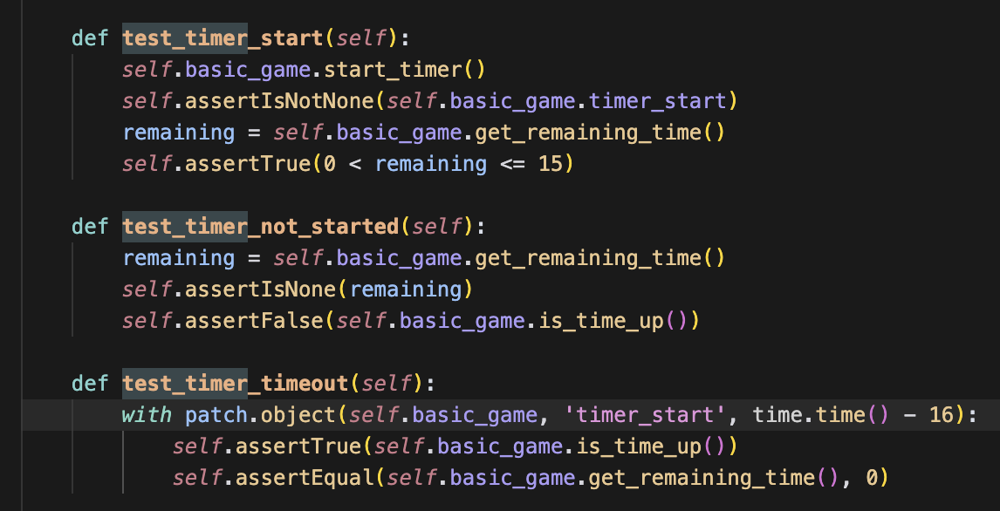 def test_timer_start(self):
    self.basic_game.start_timer()
    self.assertIsNotNone(self.basic_game.timer_start)
    remaining = self.basic_game.get_remaining_time()
    self.assertTrue(0 < remaining <= 15)

def test_timer_not_started(self):
    remaining = self.basic_game.get_remaining_time()
    self.assertIsNone(remaining)
    self.assertFalse(self.basic_game.is_time_up())

def test_timer_timeout(self):
    with patch.object(self.basic_game, 'timer_start', time.time() - 16):
        self.assertTrue(self.basic_game.is_time_up())
        self.assertEqual(self.basic_game.get_remaining_time(), 0)